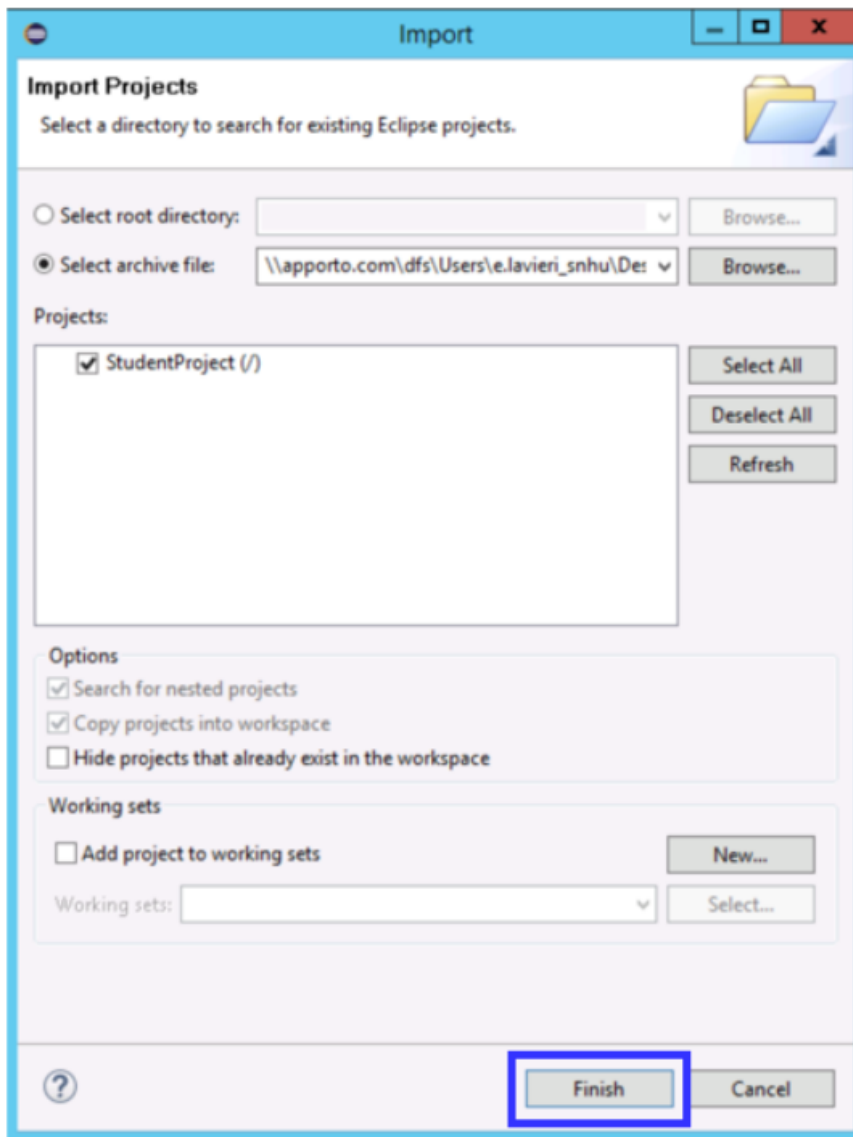 Import
Import Projects
Select a directory to search for existing Eclipse projects.
Select root directory: Browse...
Select archive file: \\apporto.com\dfs\Users\e.lavieri_snhu\Des Browse...
Projects:
StudentProject (/)
Select All
Deselect All
Refresh
Options
Search for nested projects
Copy projects into workspace
Hide projects that already exist in the workspace
Working sets
Add project to working sets New...
Working sets: Select...
? Finish Cancel